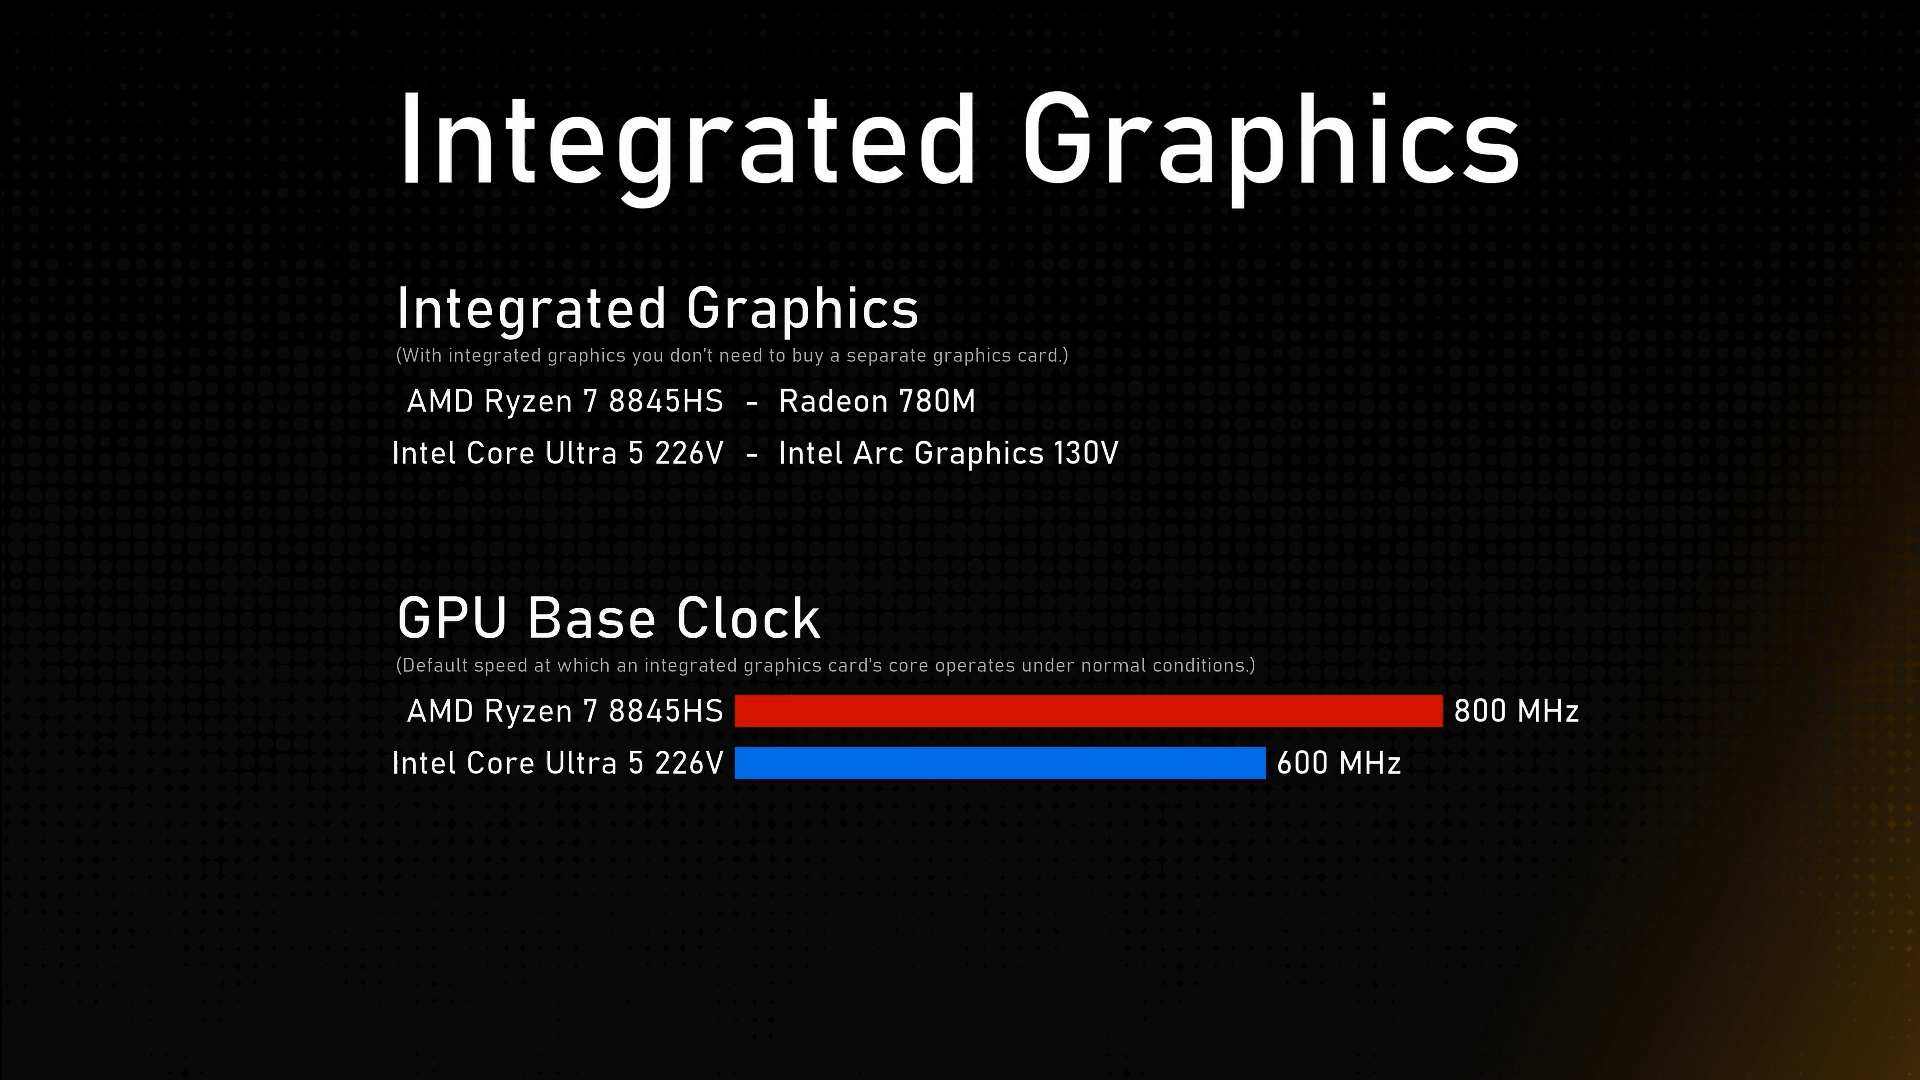 Integrated Graphics
Integrated Graphics
(With integrated graphics you don't need to buy a separate graphics card.)
AMD Ryzen 7 8845HS - Radeon 780M
Intel Core Ultra 5 226V - Intel Arc Graphics 130V
GPU Base Clock
(Default speed at which an integrated graphics card's core operates under normal conditions.)
AMD Ryzen 7 8845HS 800 MHz
Intel Core Ultra 5 226V 600 MHz